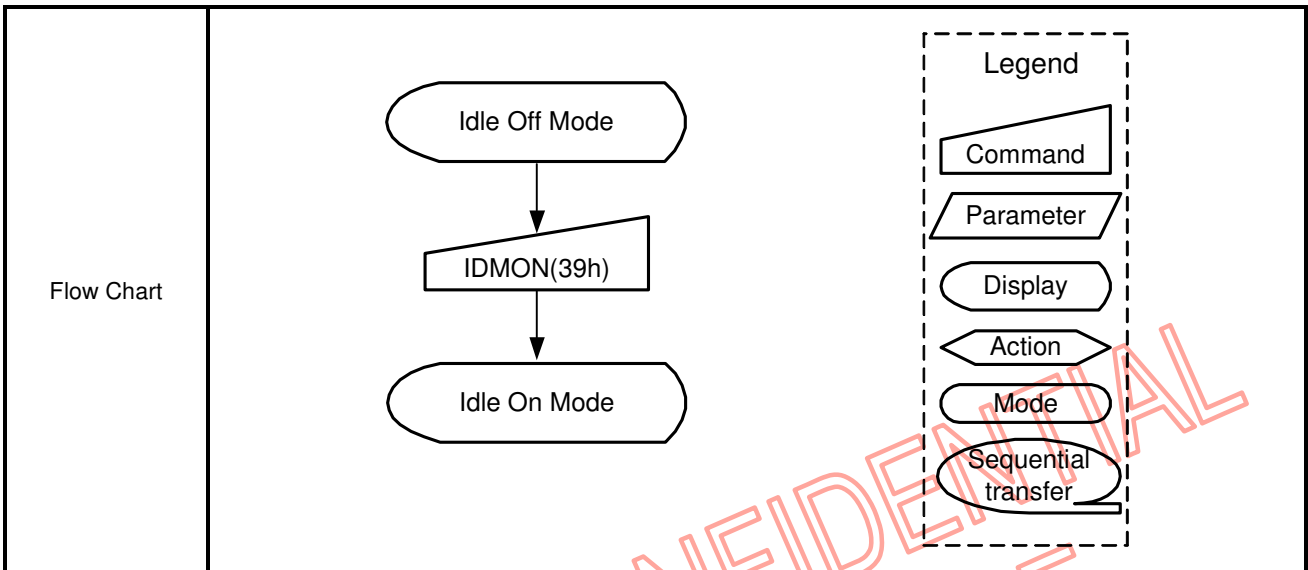 Flow Chart
Idle Off Mode
IDMON(39h)
Idle On Mode
Legend
Command
Parameter
Display
Action
Mode
Sequential
transfer